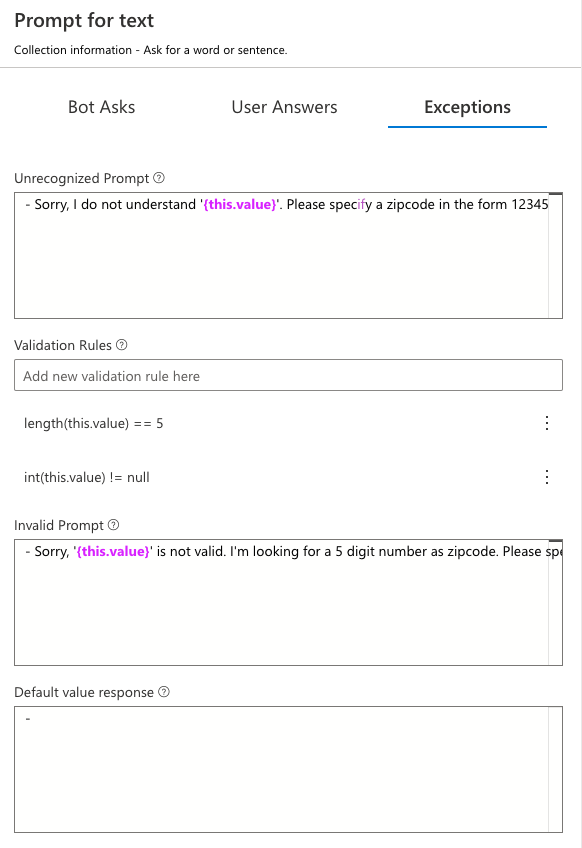 Prompt for text
Collection information - Ask for a word or sentence.
Bot Asks User Answers Exceptions
Unrecognized Prompt
- Sorry, I do not understand '{this.value}'. Please specify a zipcode in the form 12345
Validation Rules
Add new validation rule here
length(this.value) == 5
int(this.value) != null
Invalid Prompt
- Sorry, '{this.value}' is not valid. I'm looking for a 5 digit number as zipcode. Please spe
Default value response
-